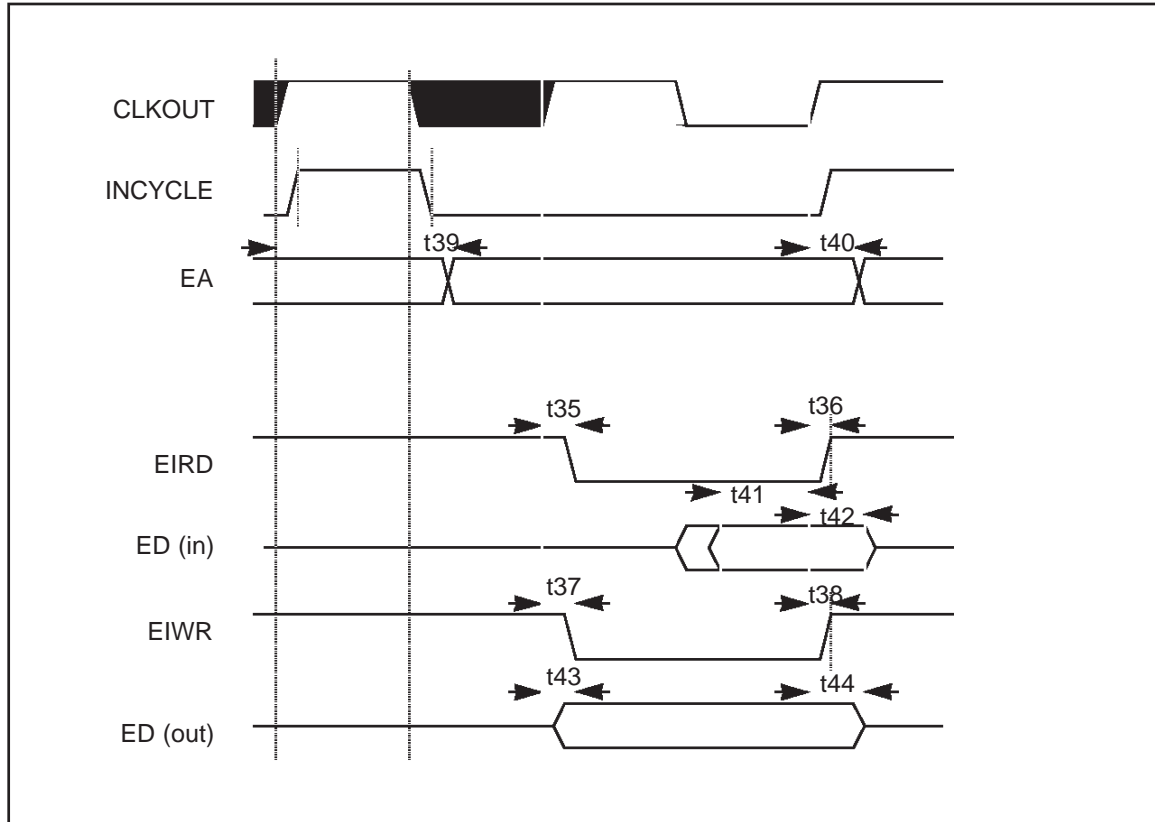 CLKOUT
INCYCLE
t39
t40
EA
t35
t36
EIRD
t41
t42
ED (in)
t37
t38
EIWR
t43
t44
ED (out)